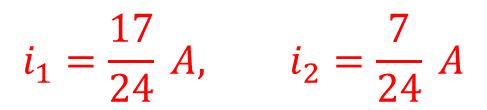 i₁ = 17/24 A, i₂ = 7/24 A